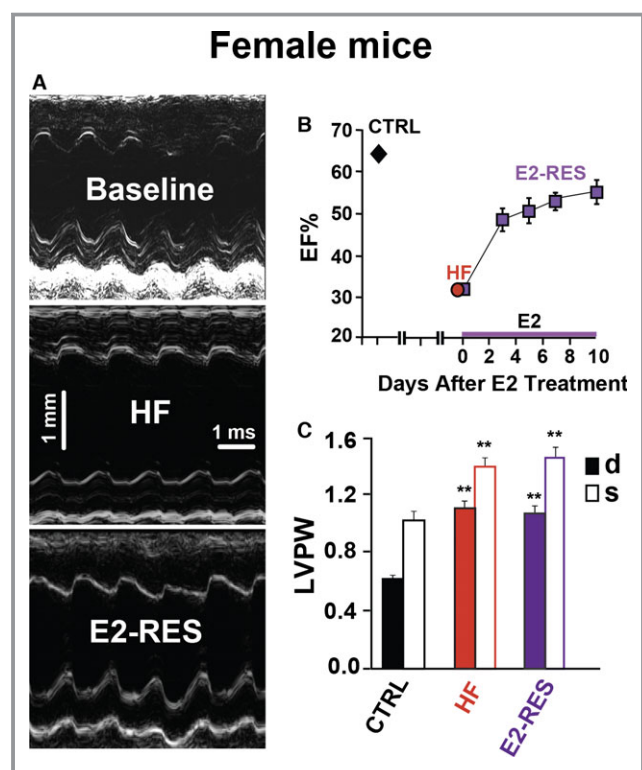 Female mice
A
Baseline
HF
1 mm
1 ms
E2-RES
B
CTRL
E2-RES
HF
E2
EF%
70
60
50
40
30
20
0 2 4 6 8 10
Days After E2 Treatment
C
d
s
LVPW
1.6
1.2
0.8
0.4
0.0
**
**
**
**
CTRL
HF
E2-RES